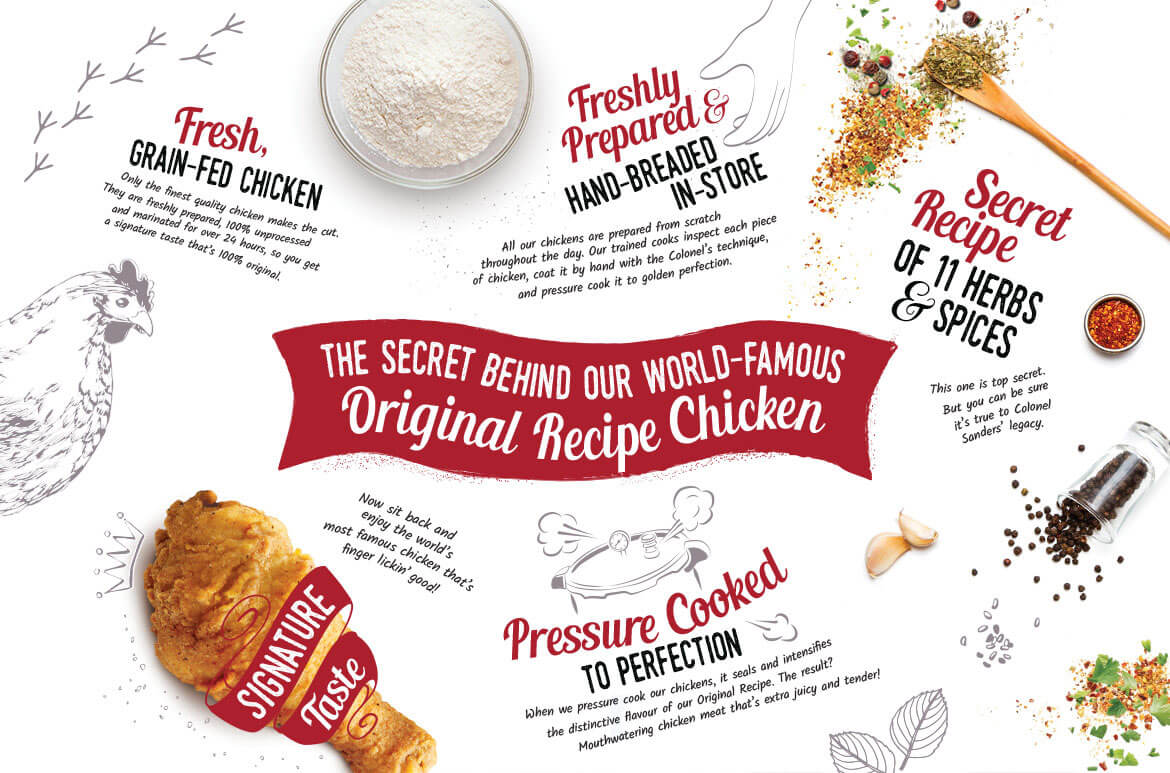 Fresh,
GRAIN-FED CHICKEN
Only the finest quality chicken makes the cut.
They are freshly prepared, 100% unprocessed
and marinated for over 24 hours, so you get
a signature taste that's 100% original.
Freshly
Prepared &
HAND-BREADED
IN-STORE
All our chickens are prepared from scratch
throughout the day. Our trained cooks inspect each piece
of chicken, coat it by hand with the Colonel's technique,
and pressure cook it to golden perfection.
Secret
Recipe
OF 11 HERBS
& SPICES
This one is top secret.
But you can be sure
it's true to Colonel
Sanders' legacy.
THE SECRET BEHIND OUR WORLD-FAMOUS
Original Recipe Chicken
Now sit back and
enjoy the world's
most famous chicken that's
finger lickin' good!
SIGNATURE
Taste
Pressure Cooked
TO PERFECTION
When we pressure cook our chickens, it seals and intensifies
the distinctive flavour of our Original Recipe. The result?
Mouthwatering chicken meat that's extra juicy and tender!